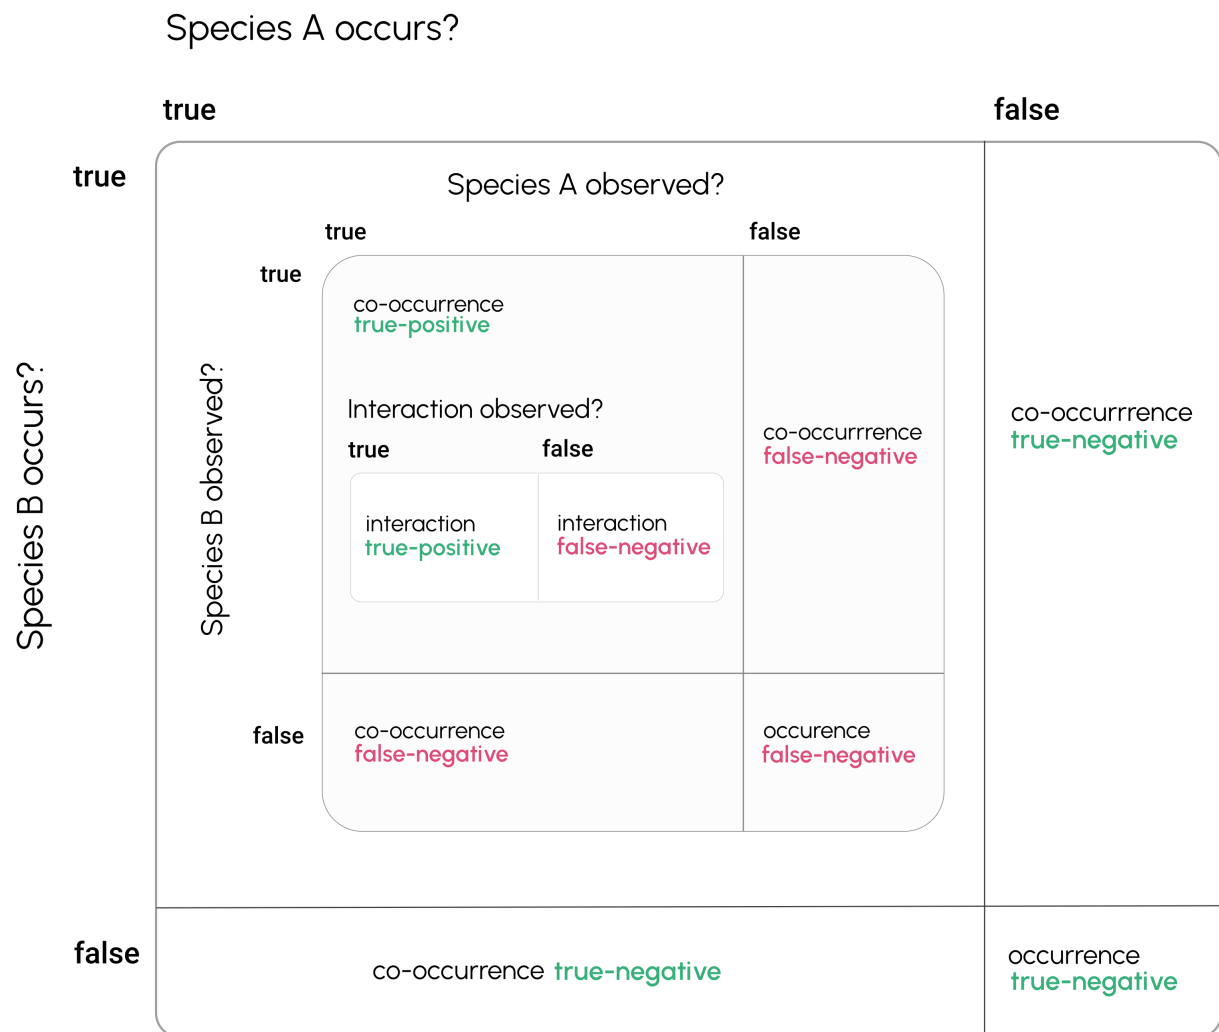 Species A occurs?
true
false
true
Species A observed?
true
false
true
co-occurrence
true-positive
Species B occurs?
Species B observed?
Interaction observed?
true
false
co-occurrrence
true-negative
co-occurrrence
false-negative
interaction
true-positive
interaction
false-negative
false
co-occurrence
false-negative
occurence
false-negative
false
co-occurrence true-negative
occurrence
true-negative